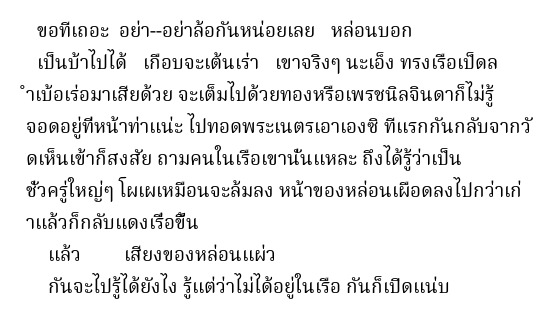 ขอทีเถอะ  อย่า--อย่าล้อกันหน่อยเลย   หล่อนบอก
เป็นบ้าไปได้   เกือบจะเต้นเร่า   เขาจริงๆ นะเอ็ง ทรงเรือเป็ดล
ำเบ้อเร่อมาเสียด้วย จะเต็มไปด้วยทองหรือเพรชนิลจินดาก็ไม่รู้
จอดอยู่ที่หน้าท่าแน่ะ ไปทอดพระเนตรเอาเองซิ ทีแรกกันกลับจากวั
ดเห็นเข้าก็สงสัย ถามคนในเรือเขานั้นแหละ ถึงได้รู้ว่าเป็น
ชั่วครู่ใหญ่ๆ โผเผเหมือนจะล้มลง หน้าของหล่อนเผือดลงไปกว่าเก่
าแล้วก็กลับแดงเรื่อขึ้น
แล้ว        เสียงของหล่อนแผ่ว
กันจะไปรู้ได้ยังไง รู้แต่ว่าไม่ได้อยู่ในเรือ กันก็เปิดแน่บ